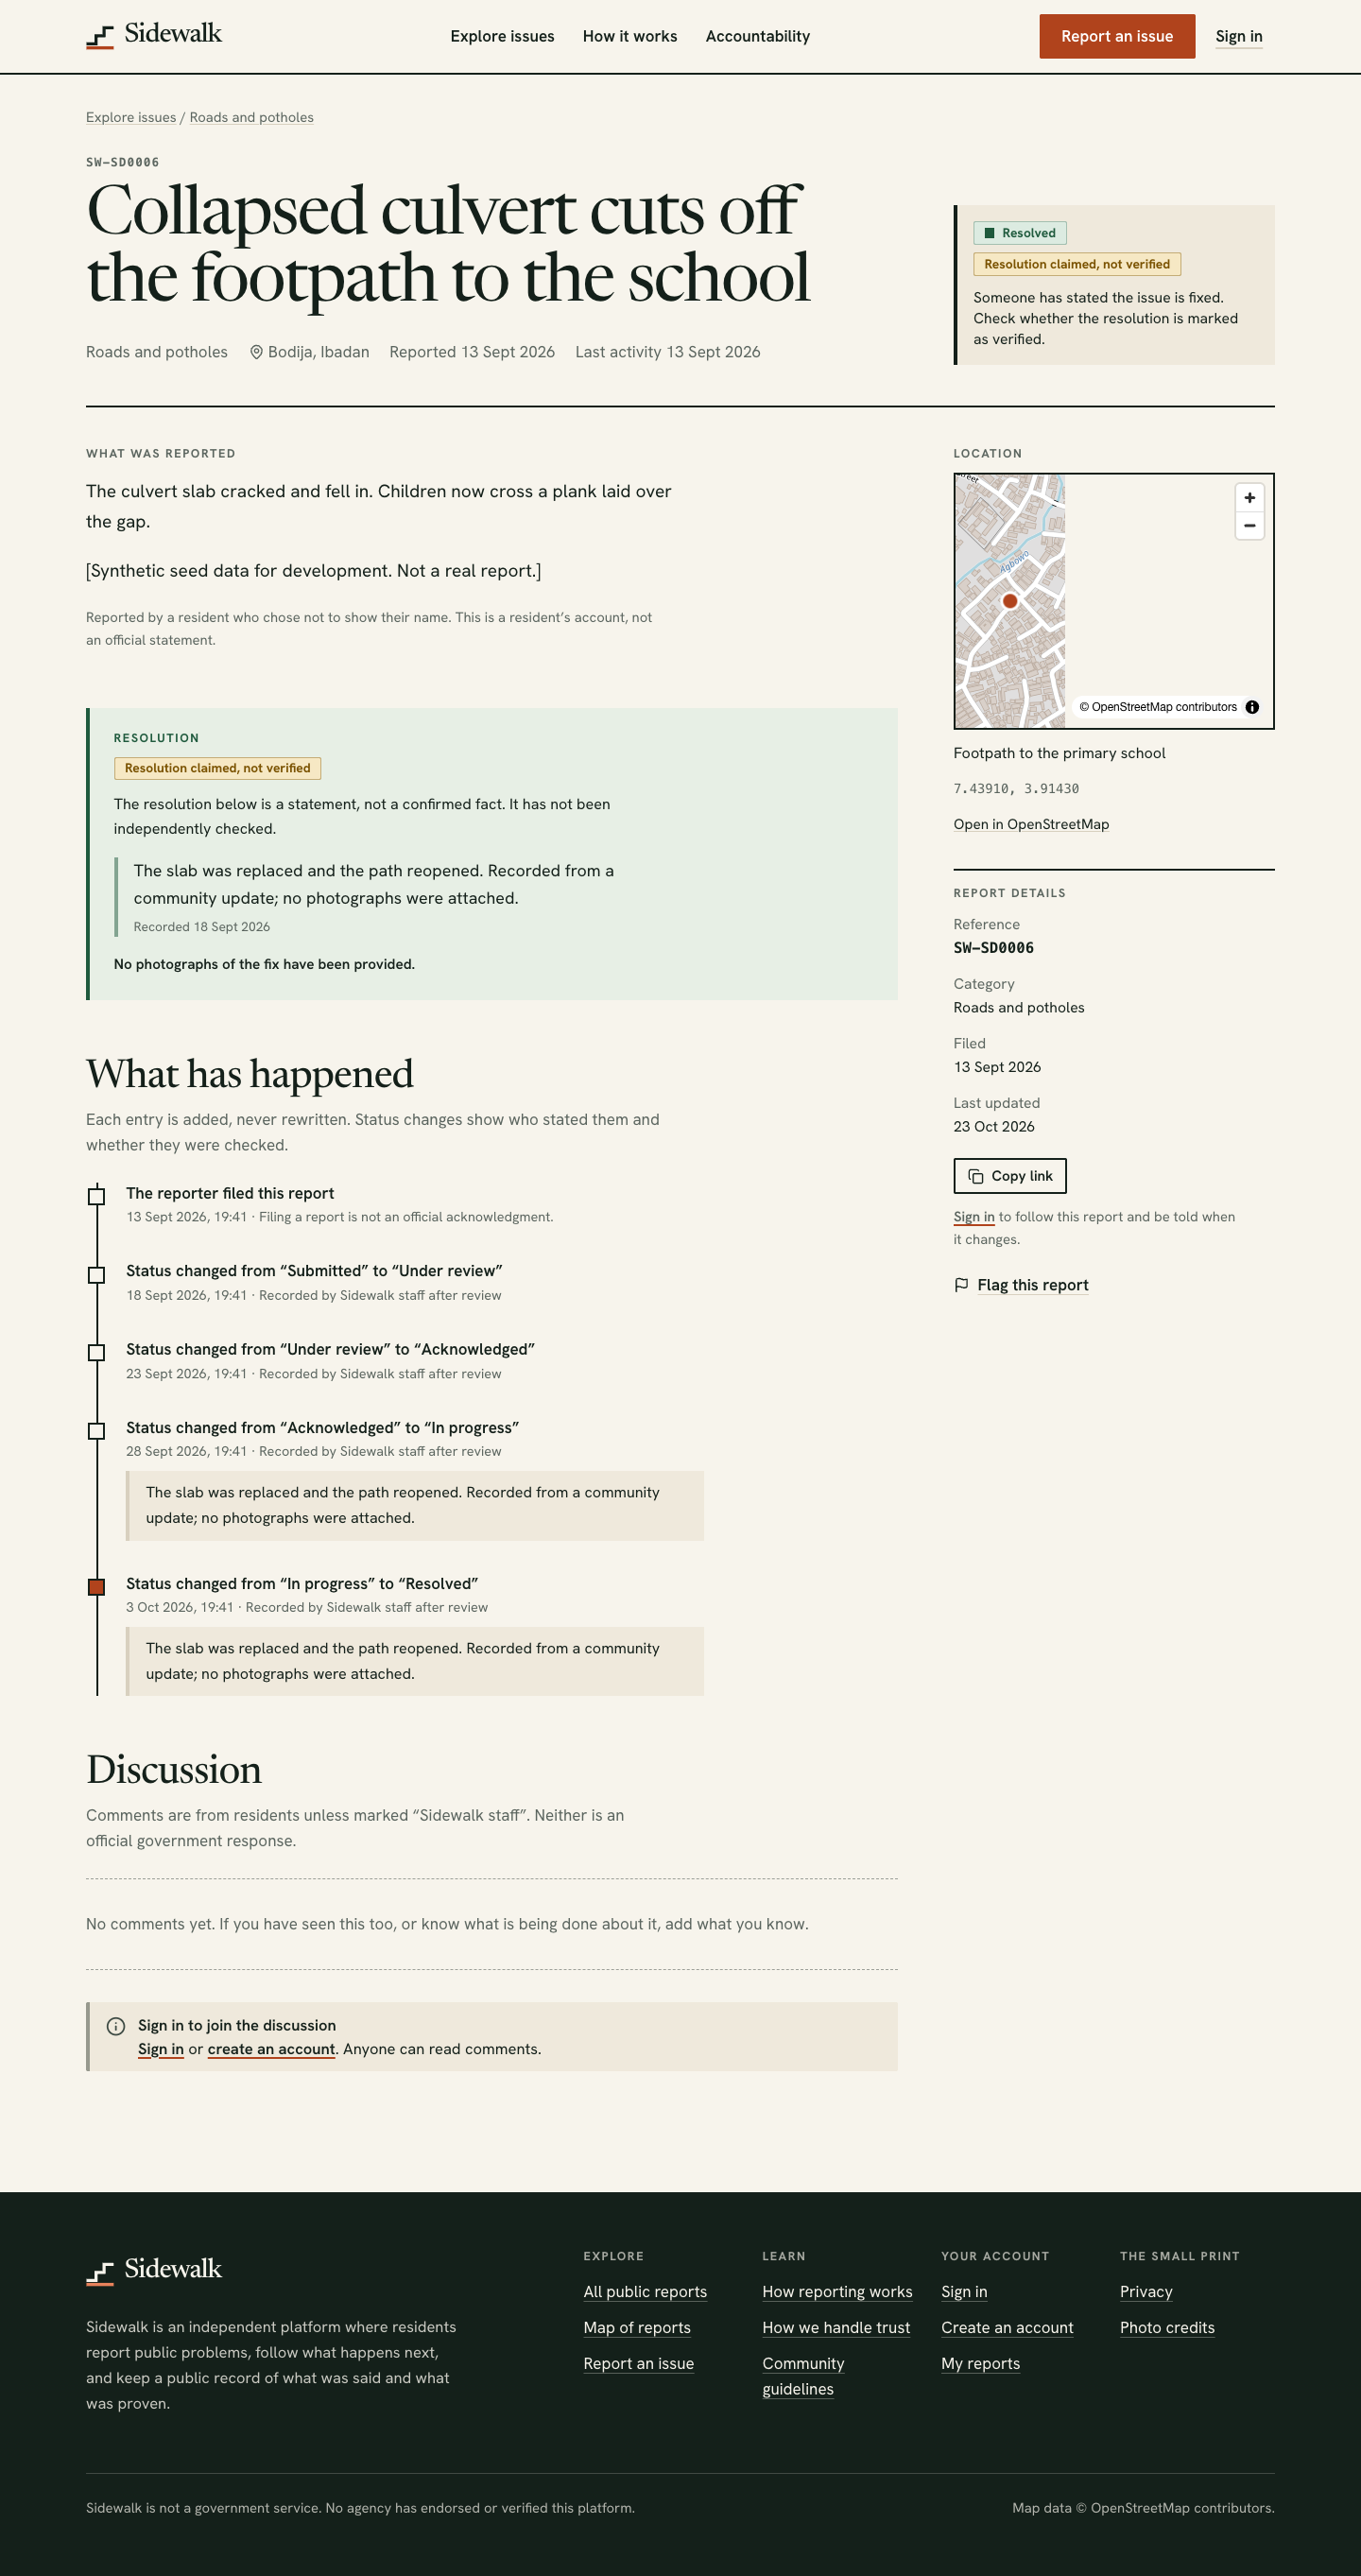 Sidewalk
Explore issues
How it works
Accountability
Report an issue
Sign in
Explore issues / Roads and potholes
SW-SD0006
Collapsed culvert cuts off
the footpath to the school
Roads and potholes
Bodija, Ibadan
Reported 13 Sept 2026
Last activity 13 Sept 2026
Resolved
Resolution claimed, not verified
Someone has stated the issue is fixed.
Check whether the resolution is marked
as verified.
WHAT WAS REPORTED
The culvert slab cracked and fell in. Children now cross a plank laid over
the gap.
[Synthetic seed data for development. Not a real report.]
Reported by a resident who chose not to show their name. This is a resident’s account, not
an official statement.
RESOLUTION
Resolution claimed, not verified
The resolution below is a statement, not a confirmed fact. It has not been
independently checked.
The slab was replaced and the path reopened. Recorded from a
community update; no photographs were attached.
Recorded 18 Sept 2026
No photographs of the fix have been provided.
What has happened
Each entry is added, never rewritten. Status changes show who stated them and
whether they were checked.
The reporter filed this report
13 Sept 2026, 19:41 · Filing a report is not an official acknowledgment.
Status changed from “Submitted” to “Under review”
18 Sept 2026, 19:41 · Recorded by Sidewalk staff after review
Status changed from “Under review” to “Acknowledged”
23 Sept 2026, 19:41 · Recorded by Sidewalk staff after review
Status changed from “Acknowledged” to “In progress”
28 Sept 2026, 19:41 · Recorded by Sidewalk staff after review
The slab was replaced and the path reopened. Recorded from a community
update; no photographs were attached.
Status changed from “In progress” to “Resolved”
3 Oct 2026, 19:41 · Recorded by Sidewalk staff after review
The slab was replaced and the path reopened. Recorded from a community
update; no photographs were attached.
Discussion
Comments are from residents unless marked “Sidewalk staff”. Neither is an
official government response.
No comments yet. If you have seen this too, or know what is being done about it, add what you know.
Sign in to join the discussion
Sign in or create an account. Anyone can read comments.
LOCATION
Agbowo
© OpenStreetMap contributors
Footpath to the primary school
7.43910, 3.91430
Open in OpenStreetMap
REPORT DETAILS
Reference
SW-SD0006
Category
Roads and potholes
Filed
13 Sept 2026
Last updated
23 Oct 2026
Copy link
Sign in to follow this report and be told when
it changes.
Flag this report
Sidewalk
Sidewalk is an independent platform where residents
report public problems, follow what happens next,
and keep a public record of what was said and what
was proven.
EXPLORE
All public reports
Map of reports
Report an issue
LEARN
How reporting works
How we handle trust
Community
guidelines
YOUR ACCOUNT
Sign in
Create an account
My reports
THE SMALL PRINT
Privacy
Photo credits
Sidewalk is not a government service. No agency has endorsed or verified this platform.
Map data © OpenStreetMap contributors.